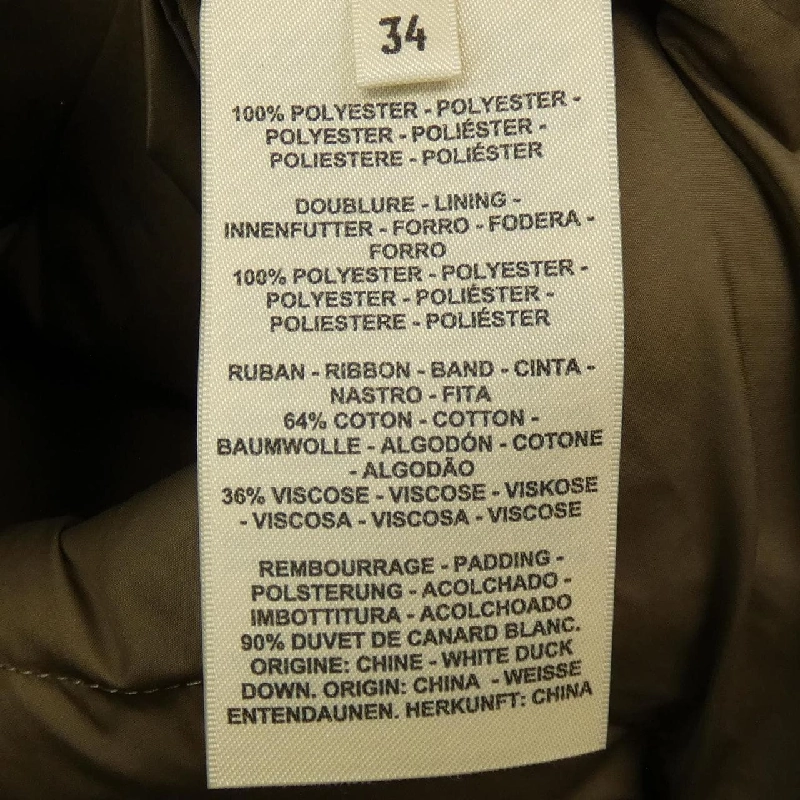 34
100% POLYESTER - POLYESTER -
POLYESTER - POLIÉSTER -
POLIESTERE - POLIÉSTER
DOUBLURE - LINING -
INNENFUTTER - FORRO - FODERA -
FORRO
100% POLYESTER - POLYESTER -
POLYESTER - POLIÉSTER -
POLIESTERE - POLIÉSTER
RUBAN - RIBBON - BAND - CINTA -
NASTRO - FITA
64% COTON - COTTON -
BAUMWOLLE - ALGODÓN - COTONE
- ALGODÃO
36% VISCOSE - VISCOSE - VISKOSE
- VISCOSA - VISCOSA - VISCOSE
REMBOURRAGE - PADDING -
POLSTERUNG - ACOLCHADO -
IMBOTTITURA - ACOLCHOADO
90% DUVET DE CANARD BLANC.
ORIGINE: CHINE - WHITE DUCK
DOWN. ORIGIN: CHINA - WEISSE
ENTENDAUNEN. HERKUNFT: CHINA